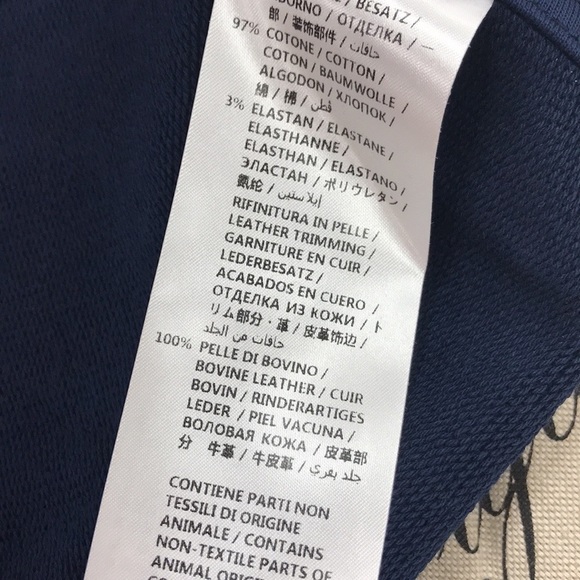 BESATZ /
BORNO / ОТДЕЛКА / 一
部 / 装饰部件 / حافات
97% COTONE / COTTON /
COTON / BAUMWOLLE /
ALGODON / ХЛОПОК /
綿 / 棉 / قطن
3% ELASTAN / ELASTANE /
ELASTHANNE /
ELASTHAN / ELASTANO /
ЭЛАСТАН / ポリウレタン /
氨纶 / إيلاستين
RIFINITURA IN PELLE /
LEATHER TRIMMING /
GARNITURE EN CUIR /
LEDERBESATZ /
ACABADOS EN CUERO /
ОТДЕЛКА ИЗ КОЖИ / ト
リム部分・革 / 皮革饰边 /
حافات من الجلد
100% PELLE DI BOVINO /
BOVINE LEATHER / CUIR
BOVIN / RINDERARTIGES
LEDER / PIEL VACUNA /
ВОЛОВАЯ КОЖА / 皮革部
分 牛革 / 牛皮革 / جلد بقري
CONTIENE PARTI NON
TESSILI DI ORIGINE
ANIMALE / CONTAINS
NON-TEXTILE PARTS OF
ANIMAL ORIGIN